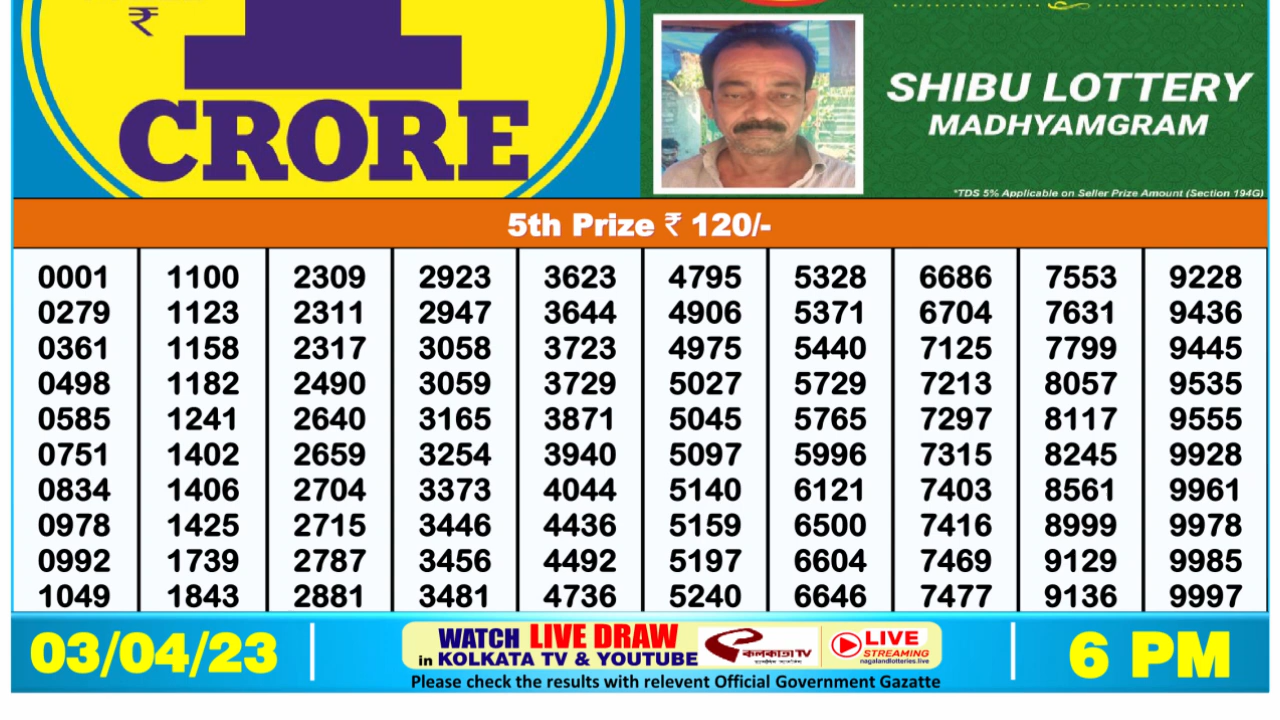 ₹
CRORE
SHIBU LOTTERY
MADHYAMGRAM
*TDS 5% Applicable on Seller Prize Amount (Section 194G)
5th Prize ₹ 120/-
0001 1100 2309 2923 3623 4795 5328 6686 7553 9228
0279 1123 2311 2947 3644 4906 5371 6704 7631 9436
0361 1158 2317 3058 3723 4975 5440 7125 7799 9445
0498 1182 2490 3059 3729 5027 5729 7213 8057 9535
0585 1241 2640 3165 3871 5045 5765 7297 8117 9555
0751 1402 2659 3254 3940 5097 5996 7315 8245 9928
0834 1406 2704 3373 4044 5140 6121 7403 8561 9961
0978 1425 2715 3446 4436 5159 6500 7416 8999 9978
0992 1739 2787 3456 4492 5197 6604 7469 9129 9985
1049 1843 2881 3481 4736 5240 6646 7477 9136 9997
03/04/23
WATCH LIVE DRAW
in KOLKATA TV & YOUTUBE
কলকাতাTV
LIVE
STREAMING
nagalandlotteries.live
6 PM
Please check the results with relevent Official Government Gazatte